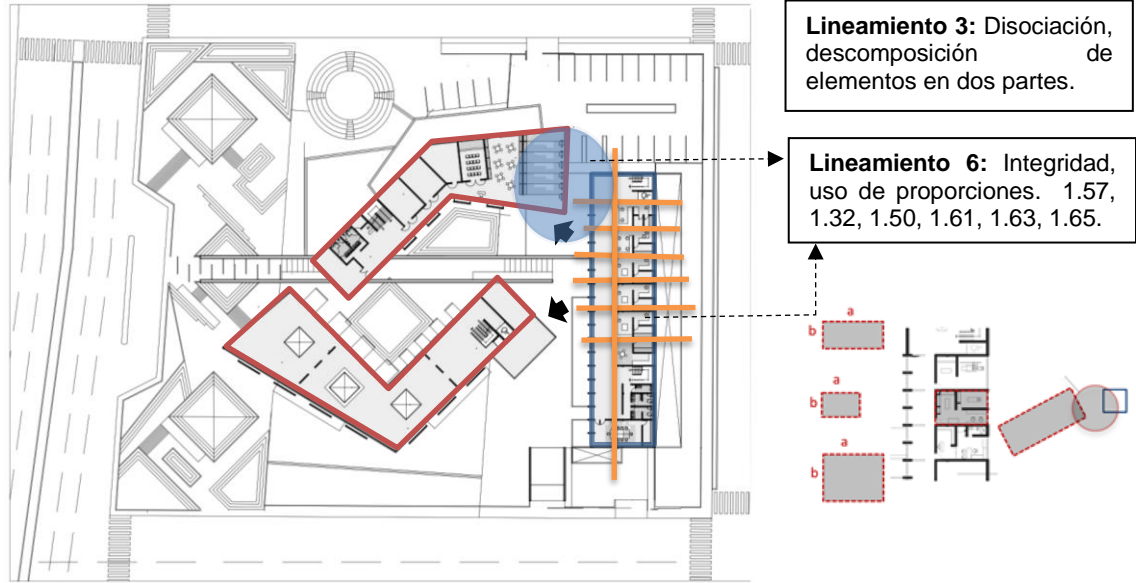 Lineamiento 3: Disociación,
descomposición de
elementos en dos partes.
Lineamiento 6: Integridad,
uso de proporciones. 1.57,
1.32, 1.50, 1.61, 1.63, 1.65.
a
b
a
b
a
b